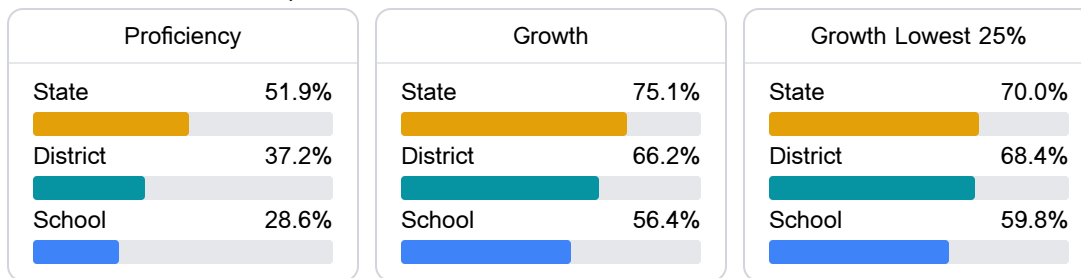 Proficiency
State 51.9%
District 37.2%
School 28.6%
Growth
State 75.1%
District 66.2%
School 56.4%
Growth Lowest 25%
State 70.0%
District 68.4%
School 59.8%